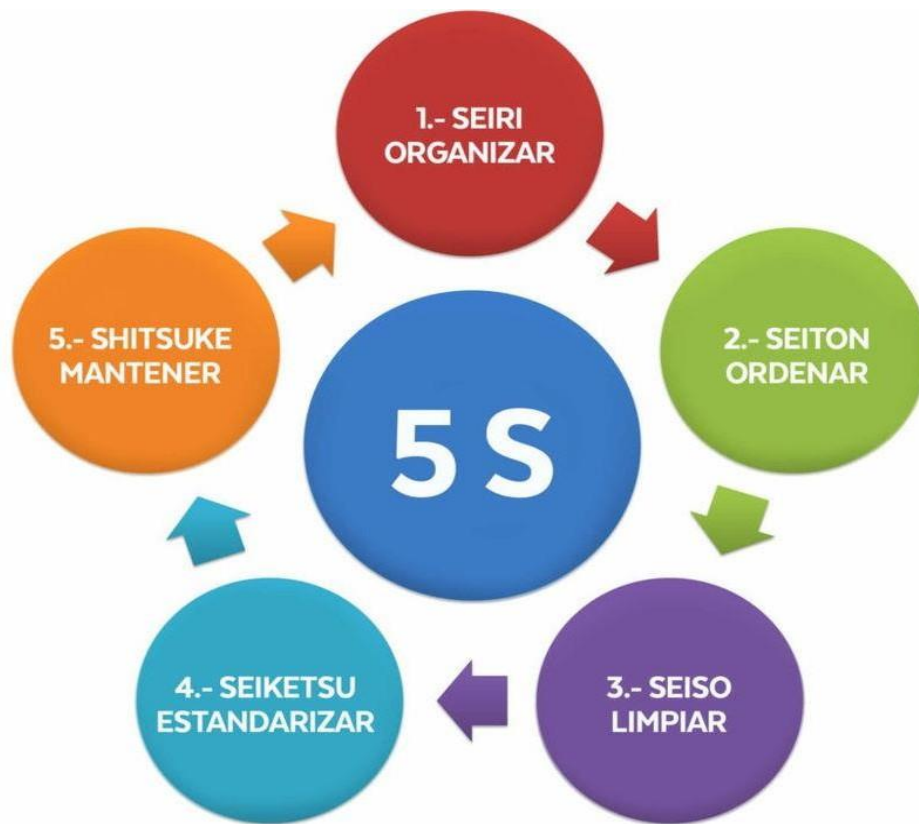 1.- SEIRI
ORGANIZAR
2.- SEITON
ORDENAR
3.- SEISO
LIMPIAR
4.- SEIKETSU
ESTANDARIZAR
5.- SHITSUKE
MANTENER
5 S